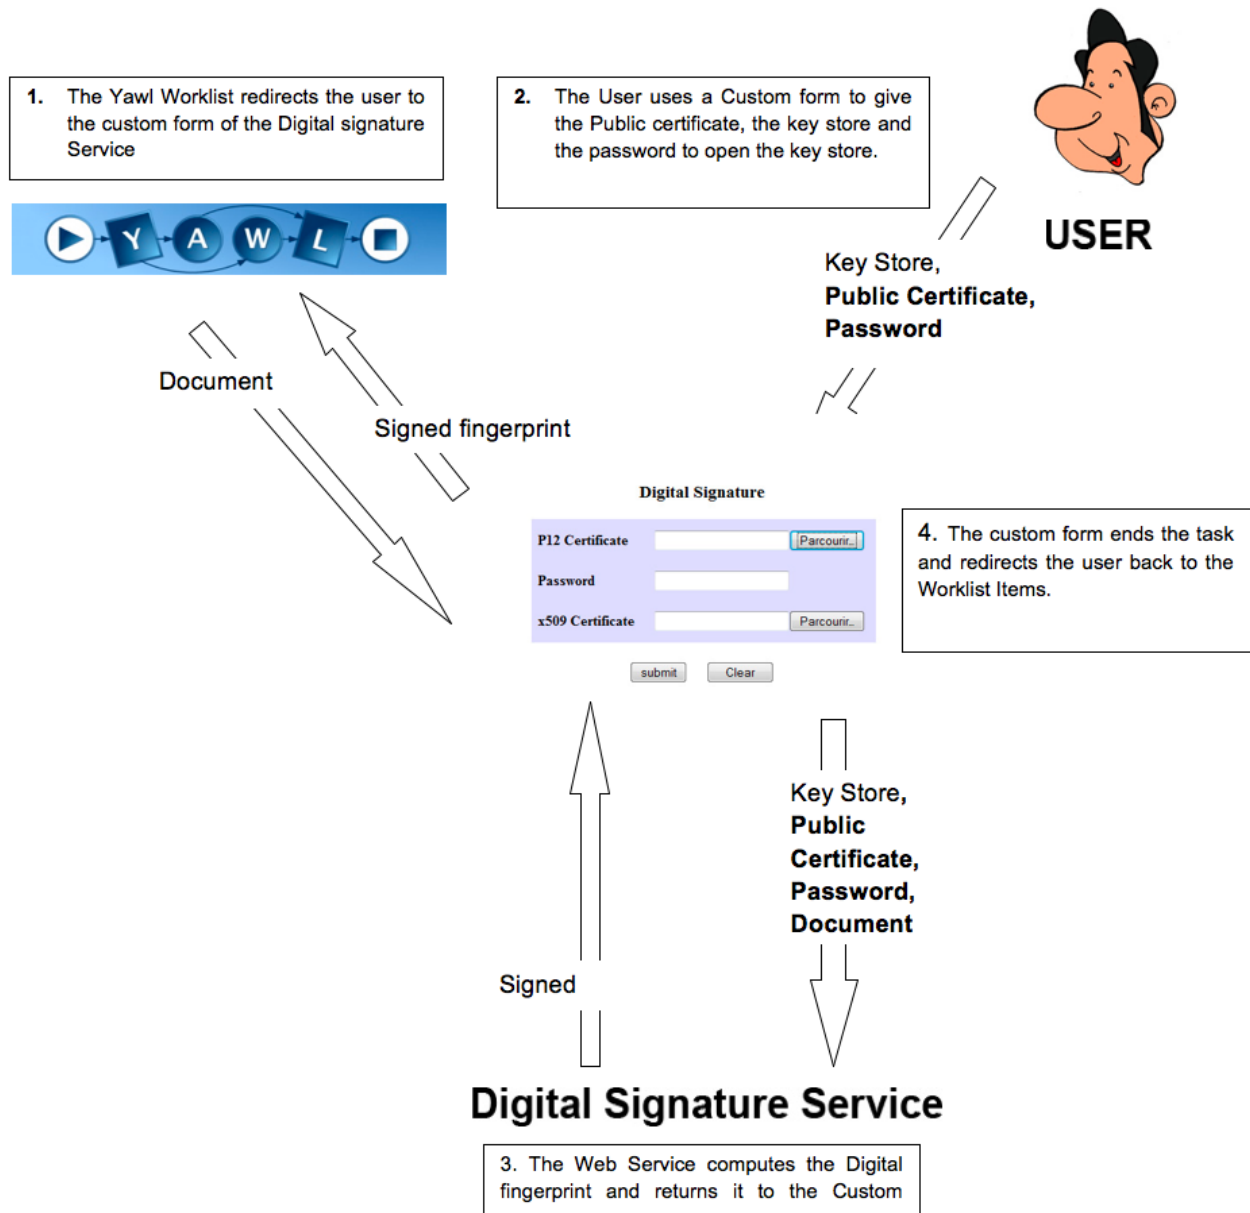 1. The Yawl Worklist redirects the user to
the custom form of the Digital signature
Service
2. The User uses a Custom form to give
the Public certificate, the key store and
the password to open the key store.
YAWL
USER
Key Store,
Public Certificate,
Password
Document
Signed fingerprint
Digital Signature
P12 Certificate Parcourir..
Password
x509 Certificate Parcourir..
submit Clear
4. The custom form ends the task
and redirects the user back to the
Worklist Items.
Key Store,
Public
Certificate,
Password,
Document
Signed
Digital Signature Service
3. The Web Service computes the Digital
fingerprint and returns it to the Custom